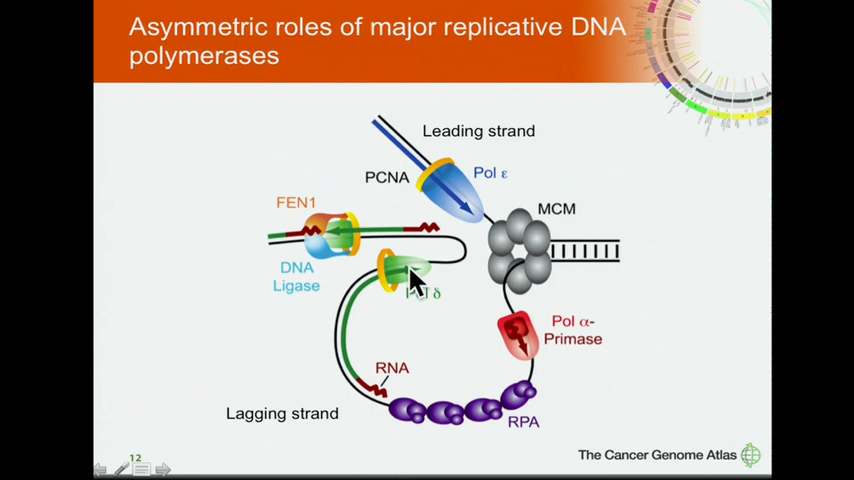 Asymmetric roles of major replicative DNA
polymerases
Leading strand
PCNA
Pol ε
FEN1
MCM
DNA
Ligase
δ
Pol α-
Primase
RNA
Lagging strand
RPA
12
The Cancer Genome Atlas